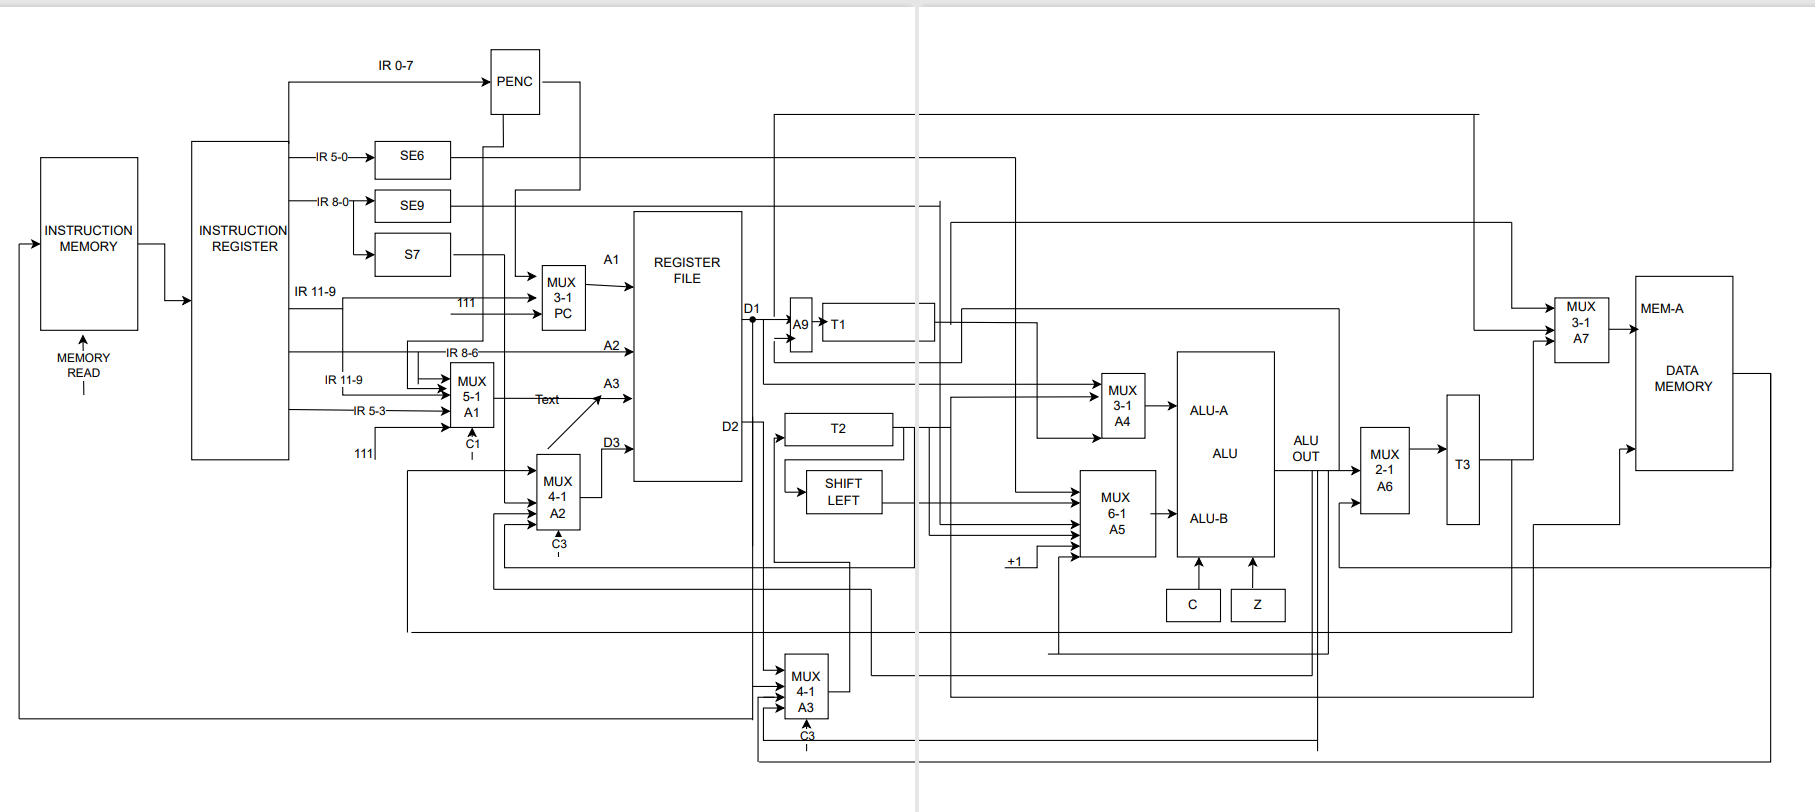 IR 0-7
PENC
IR 5-0
SE6
IR 8-0
SE9
S7
INSTRUCTION
MEMORY
MEMORY
READ
INSTRUCTION
REGISTER
IR 11-9
111
MUX
3-1
PC
A1
REGISTER
FILE
IR 8-6
A2
IR 11-9
MUX
5-1
A1
A3
Text
IR 5-3
111
C1
D3
MUX
4-1
A2
C3
D1
D2
A9
T1
T2
SHIFT
LEFT
MUX
4-1
A3
C3
MUX
3-1
A4
MUX
6-1
A5
+1
ALU-A
ALU
ALU-B
C
Z
ALU
OUT
MUX
2-1
A6
T3
MUX
3-1
A7
MEM-A
DATA
MEMORY